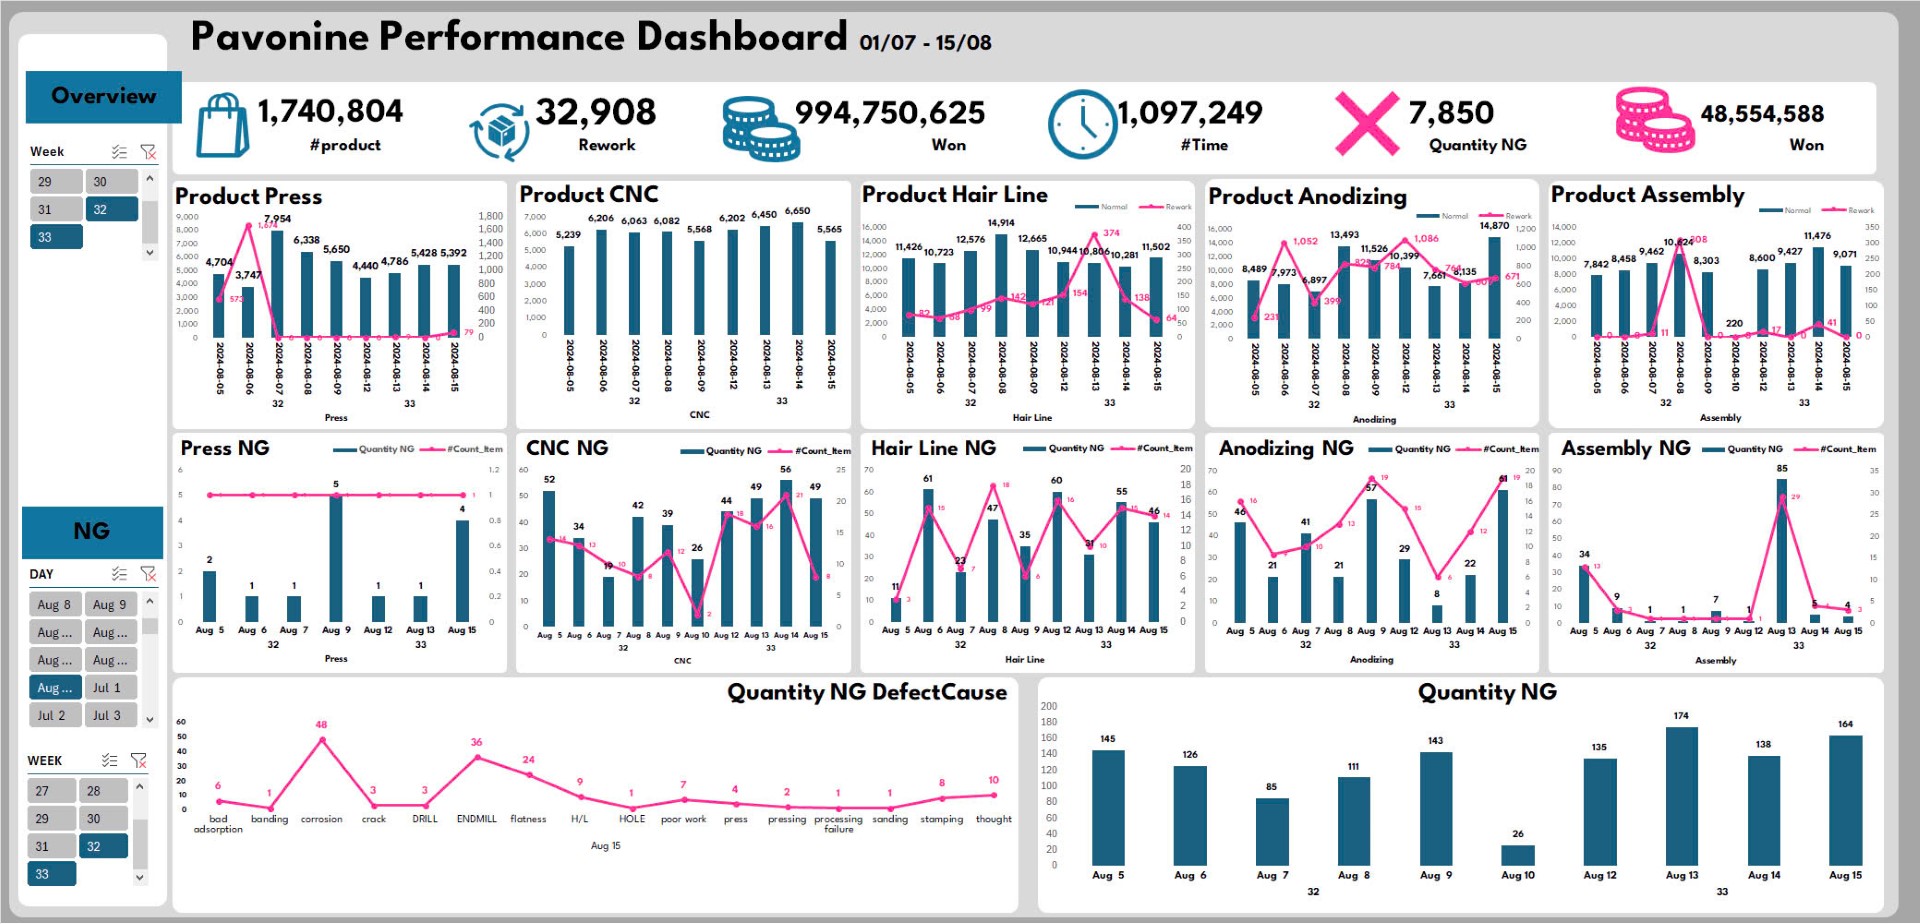 Pavonine Performance Dashboard 01/07 - 15/08
Overview
1,740,804
#product
32,908
Rework
994,750,625
Won
1,097,249
#Time
7,850
Quantity NG
48,554,588
Won
Week
29 30
31 32
33
Product Press
9,000
8,000
7,000
6,000
5,000
4,000
3,000
2,000
1,000
0
1,800
1,600
1,400
1,200
1,000
800
600
400
200
0
4,704 3,747 7,954 6,338 5,650 4,440 4,786 5,428 5,392
573 1,674 79
2024-08-05 2024-08-06 2024-08-07 2024-08-08 2024-08-09 2024-08-12 2024-08-13 2024-08-14 2024-08-15
32 33
Press
Product CNC
7,000
6,000
5,000
4,000
3,000
2,000
1,000
0
5,239 6,206 6,063 6,082 5,568 6,202 6,450 6,650 5,565
2024-08-05 2024-08-06 2024-08-07 2024-08-08 2024-08-09 2024-08-12 2024-08-13 2024-08-14 2024-08-15
32 33
CNC
Product Hair Line
Normal Rework
16,000
14,000
12,000
10,000
8,000
6,000
4,000
2,000
0
400
350
300
250
200
150
100
50
0
11,426 10,723 12,576 14,914 12,665 10,944 10,806 10,281 11,502
82 68 99 142 121 154 374 138 64
2024-08-05 2024-08-06 2024-08-07 2024-08-08 2024-08-09 2024-08-12 2024-08-13 2024-08-14 2024-08-15
32 33
Hair Line
Product Anodizing
Normal Rework
16,000
14,000
12,000
10,000
8,000
6,000
4,000
2,000
0
1,200
1,000
800
600
400
200
0
8,489 7,973 6,897 13,493 11,526 10,399 7,661 8,135 14,870
231 1,052 399 784 1,086 671
2024-08-05 2024-08-06 2024-08-07 2024-08-08 2024-08-09 2024-08-12 2024-08-13 2024-08-14 2024-08-15
32 33
Anodizing
Product Assembly
Normal Rework
14,000
12,000
10,000
8,000
6,000
4,000
2,000
0
350
300
250
200
150
100
50
0
7,842 8,458 9,462 10,624 8,303 220 8,600 9,427 11,476 9,071
0 11 308 17 41 0
2024-08-05 2024-08-06 2024-08-07 2024-08-08 2024-08-09 2024-08-10 2024-08-12 2024-08-13 2024-08-14 2024-08-15
32 33
Assembly
Press NG
Quantity NG #Count_Item
6
5
4
3
2
1
0
1.2
1
0.8
0.6
0.4
0.2
0
2 1 1 5 1 1 4
1
Aug 5 Aug 6 Aug 7 Aug 9 Aug 12 Aug 13 Aug 15
32 33
Press
CNC NG
Quantity NG #Count_Item
60
50
40
30
20
10
0
25
20
15
10
5
0
52 34 19 42 39 26 44 49 56 49
14 13 10 8 12 2 18 16 21 8
Aug 5 Aug 6 Aug 7 Aug 8 Aug 9 Aug 10 Aug 12 Aug 13 Aug 14 Aug 15
32 33
CNC
Hair Line NG
Quantity NG #Count_Item
70
60
50
40
30
20
10
0
20
18
16
14
12
10
8
6
4
2
0
11 61 23 47 35 60 31 55 46
3 15 7 18 6 16 10 15 14
Aug 5 Aug 6 Aug 7 Aug 8 Aug 9 Aug 12 Aug 13 Aug 14 Aug 15
32 33
Hair Line
Anodizing NG
Quantity NG #Count_Item
70
60
50
40
30
20
10
0
20
18
16
14
12
10
8
6
4
2
0
46 21 41 21 57 29 8 22 61
16 10 13 19 15 6 12 19
Aug 5 Aug 6 Aug 7 Aug 8 Aug 9 Aug 12 Aug 13 Aug 14 Aug 15
32 33
Anodizing
Assembly NG
Quantity NG #Count_Item
90
80
70
60
50
40
30
20
10
0
35
30
25
20
15
10
5
0
34 9 1 1 7 1 85 5 4
13 3 1 1 1 1 29 4 3
Aug 5 Aug 6 Aug 7 Aug 8 Aug 9 Aug 12 Aug 13 Aug 14 Aug 15
32 33
Assembly
NG
DAY
Aug 8 Aug 9
Aug ... Aug ...
Aug ... Aug ...
Aug ... Jul 1
Jul 2 Jul 3
WEEK
27 28
29 30
31 32
33
Quantity NG DefectCause
60
50
40
30
20
10
0
6 1 48 3 3 36 24 9 1 7 4 2 1 1 8 10
bad adsorption banding corrosion crack DRILL ENDMILL flatness H/L HOLE poor work press pressing processing failure sanding stamping thought
Aug 15
Quantity NG
200
180
160
140
120
100
80
60
40
20
0
145 126 85 111 143 26 135 174 138 164
Aug 5 Aug 6 Aug 7 Aug 8 Aug 9 Aug 10 Aug 12 Aug 13 Aug 14 Aug 15
32 33